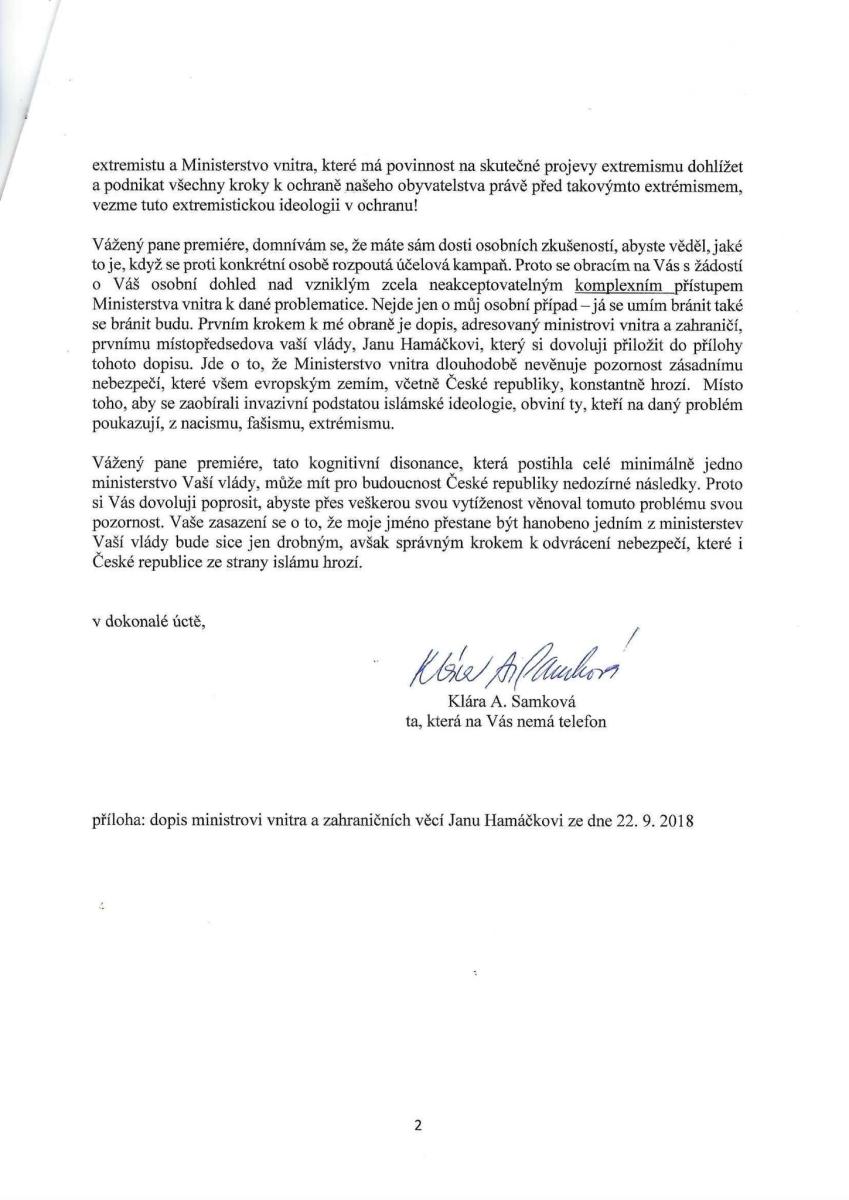 extremistu a Ministerstvo vnitra, které má povinnost na skutečné projevy extremismu dohlížet
a podnikat všechny kroky k ochraně našeho obyvatelstva právě před takovýmto extrémismem,
vezme tuto extremistickou ideologii v ochranu!
Vážený pane premiére, domnívám se, že máte sám dosti osobních zkušeností, abyste věděl, jaké
to je, když se proti konkrétní osobě rozpoutá účelová kampaň. Proto se obracím na Vás s žádostí
o Váš osobní dohled nad vzniklým zcela neakceptovatelným komplexním přístupem
Ministerstva vnitra k dané problematice. Nejde jen o můj osobní případ – já se umím bránit také
se bránit budu. Prvním krokem k mé obraně je dopis, adresovaný ministrovi vnitra a zahraničí,
prvnímu místopředsedova vaší vlády, Janu Hamáčkovi, který si dovoluji přiložit do přílohy
tohoto dopisu. Jde o to, že Ministerstvo vnitra dlouhodobě nevěnuje pozornost zásadnímu
nebezpečí, které všem evropským zemím, včetně České republiky, konstantně hrozí. Místo
toho, aby se zaobírali invazivní podstatou islámské ideologie, obviní ty, kteří na daný problém
poukazují, z nacismu, fašismu, extrémismu.
Vážený pane premiére, tato kognitivní disonance, která postihla celé minimálně jedno
ministerstvo Vaší vlády, může mít pro budoucnost České republiky nedozírné následky. Proto
si Vás dovoluji poprosit, abyste přes veškerou svou vytíženost věnoval tomuto problému svou
pozornost. Vaše zasazení se o to, že moje jméno přestane být hanobeno jedním z ministerstev
Vaší vlády bude sice jen drobným, avšak správným krokem k odvrácení nebezpečí, které i
České republice ze strany islámu hrozí.
v dokonalé úctě,
Klára A. Samková
Klára A. Samková
ta, která na Vás nemá telefon
příloha: dopis ministrovi vnitra a zahraničních věcí Janu Hamáčkovi ze dne 22. 9. 2018
2